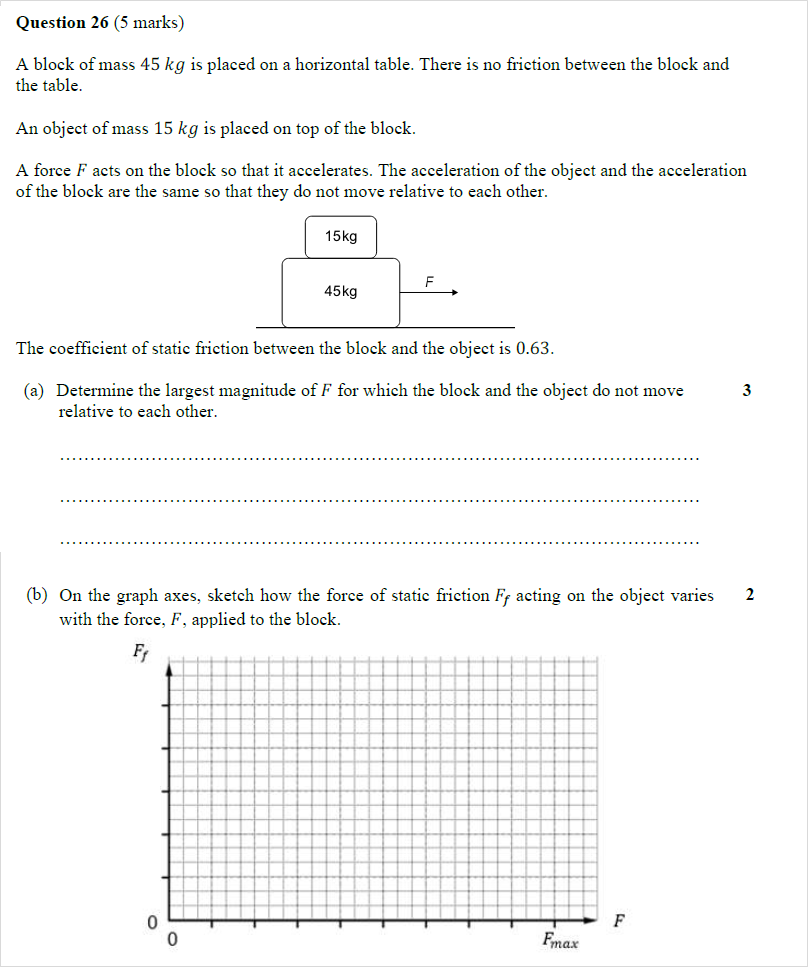 Question 26 (5 marks)
A block of mass 45 kg is placed on a horizontal table. There is no friction between the block and
the table.
An object of mass 15 kg is placed on top of the block.
A force F acts on the block so that it accelerates. The acceleration of the object and the acceleration
of the block are the same so that they do not move relative to each other.
15kg
45kg
F
The coefficient of static friction between the block and the object is 0.63.
(a) Determine the largest magnitude of F for which the block and the object do not move 3
relative to each other.
(b) On the graph axes, sketch how the force of static friction Ff acting on the object varies 2
with the force, F, applied to the block.
Ff
0
F
0
Fmax